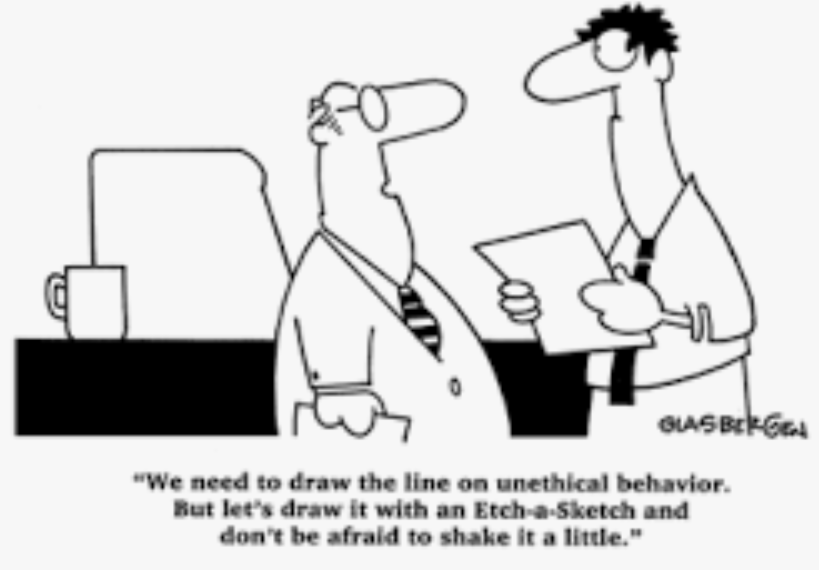 GLASBERGEN
"We need to draw the line on unethical behavior.
But let's draw it with an Etch-a-Sketch and
don't be afraid to shake it a little."